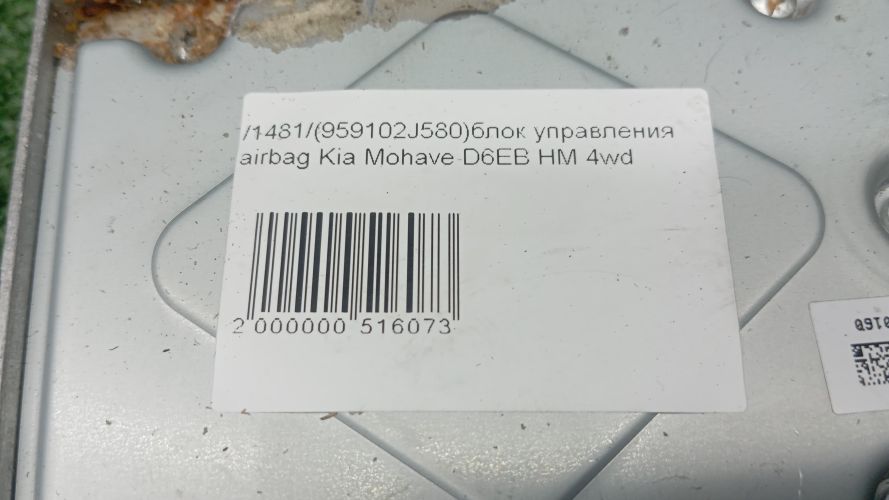 /1481/(959102J580)блок управления
airbag Kia Mohave D6EB HM 4wd
2 000000 516073